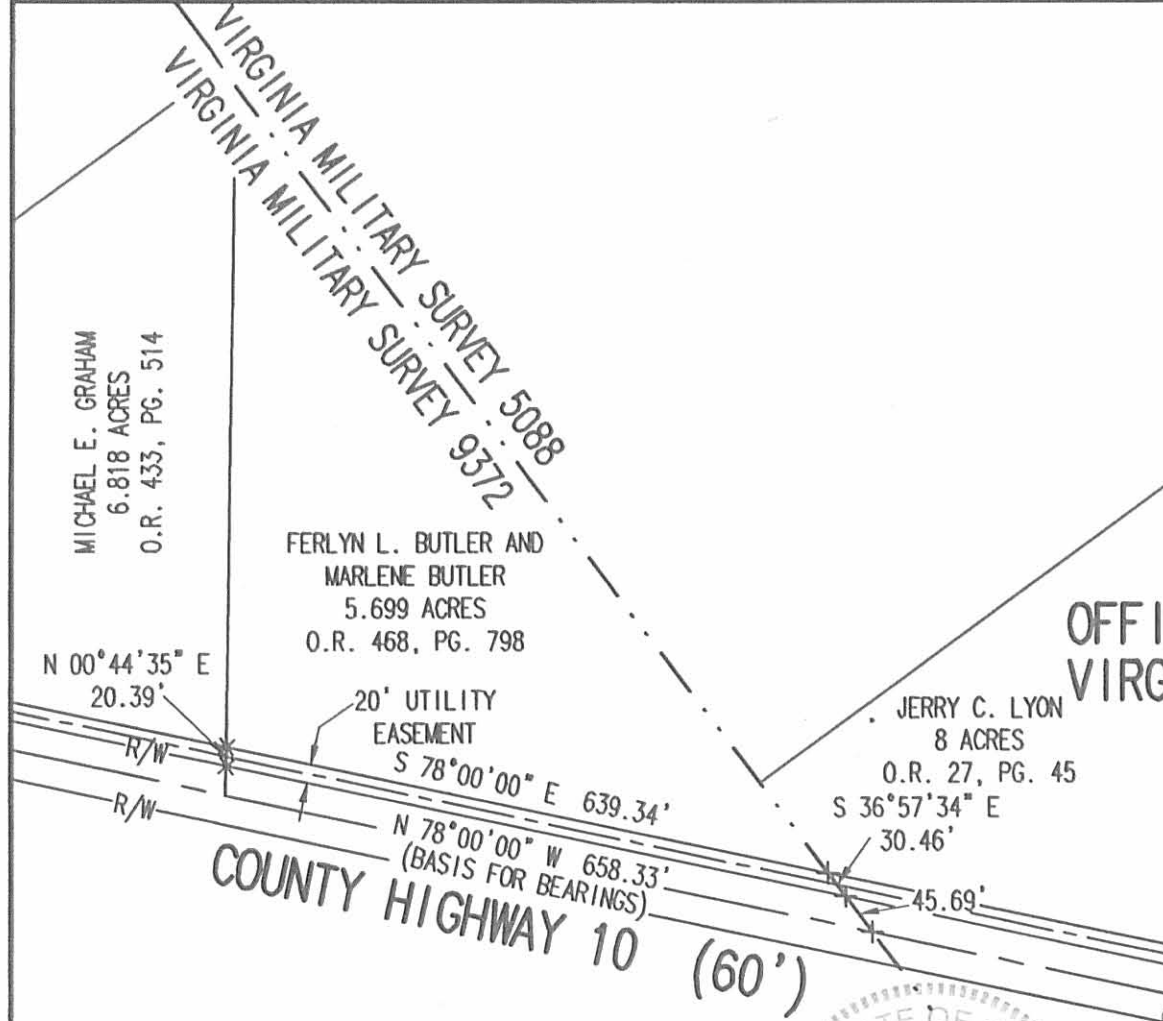 VIRGINIA MILITARY SURVEY 5088
VIRGINIA MILITARY SURVEY 9372
MICHAEL E. GRAHAM
6.818 ACRES
O.R. 433, PG. 514
FERLYN L. BUTLER AND
MARLENE BUTLER
5.699 ACRES
O.R. 468, PG. 798
N 00°44'35" E
20.39'
20' UTILITY
EASEMENT
OFFI
VIRG
JERRY C. LYON
8 ACRES
O.R. 27, PG. 45
S 36°57'34" E
30.46'
45.69'
R/W
R/W
S 78°00'00" E 639.34'
N 78°00'00" W 658.33'
(BASIS FOR BEARINGS)
COUNTY HIGHWAY 10 (60')
TE OF